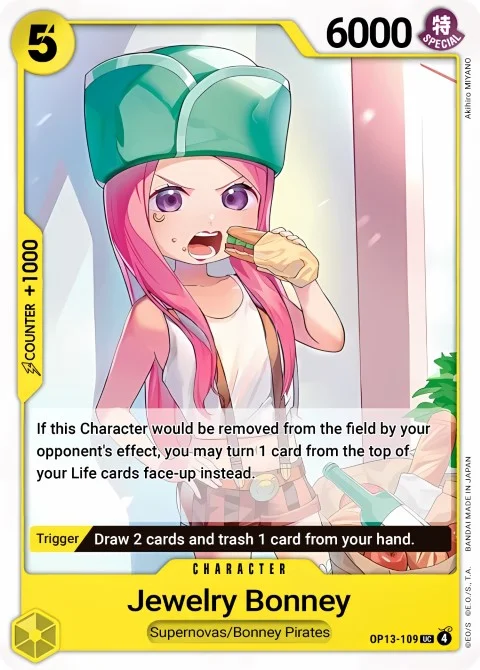 5
6000
特
SPECIAL
Akihiro MIYANO
COUNTER +1000
If this Character would be removed from the field by your
opponent's effect, you may turn 1 card from the top of
your Life cards face-up instead.
Trigger Draw 2 cards and trash 1 card from your hand.
CHARACTER
Jewelry Bonney
Supernovas/Bonney Pirates
OP13-109 UC 4
©E.O/S ©E.O./S., T.A. BANDAI MADE IN JAPAN